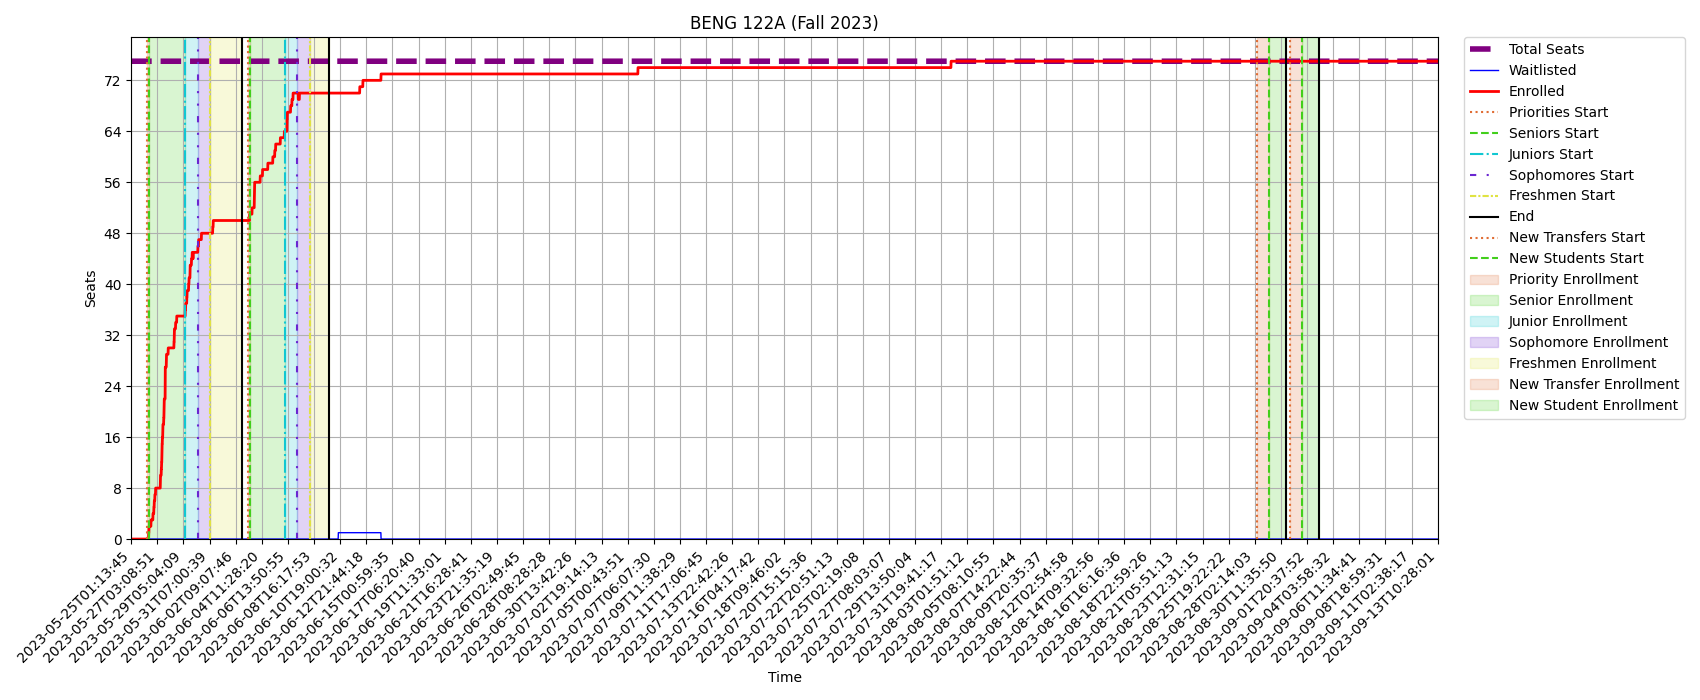 BENG 122A (Fall 2023)
Seats
72
64
56
48
40
32
24
16
8
0
2023-05-25T01:13:45
2023-05-27T03:08:51
2023-05-29T05:04:09
2023-05-31T07:00:39
2023-06-02T09:07:46
2023-06-04T11:28:20
2023-06-06T13:50:55
2023-06-08T16:17:53
2023-06-10T19:00:32
2023-06-12T21:44:18
2023-06-15T00:59:35
2023-06-17T06:20:40
2023-06-19T11:33:01
2023-06-21T16:28:41
2023-06-23T21:35:19
2023-06-26T02:49:45
2023-06-28T08:28:28
2023-06-30T13:42:26
2023-07-02T19:14:13
2023-07-05T00:43:51
2023-07-07T06:07:30
2023-07-09T11:38:29
2023-07-11T17:06:45
2023-07-13T22:42:26
2023-07-16T04:17:42
2023-07-18T09:46:02
2023-07-20T15:15:36
2023-07-22T20:51:13
2023-07-25T02:19:08
2023-07-27T08:03:07
2023-07-29T13:50:04
2023-07-31T19:41:17
2023-08-03T01:51:12
2023-08-05T08:10:55
2023-08-07T14:22:44
2023-08-09T20:35:37
2023-08-12T02:54:58
2023-08-14T09:32:56
2023-08-16T16:16:36
2023-08-18T22:59:26
2023-08-21T05:51:13
2023-08-23T12:31:15
2023-08-25T19:22:22
2023-08-28T02:14:03
2023-08-30T11:35:50
2023-09-01T20:37:52
2023-09-04T03:58:32
2023-09-06T11:34:41
2023-09-08T18:59:31
2023-09-11T02:38:17
2023-09-13T10:28:01
Time
Total Seats
Waitlisted
Enrolled
Priorities Start
Seniors Start
Juniors Start
Sophomores Start
Freshmen Start
End
New Transfers Start
New Students Start
Priority Enrollment
Senior Enrollment
Junior Enrollment
Sophomore Enrollment
Freshmen Enrollment
New Transfer Enrollment
New Student Enrollment